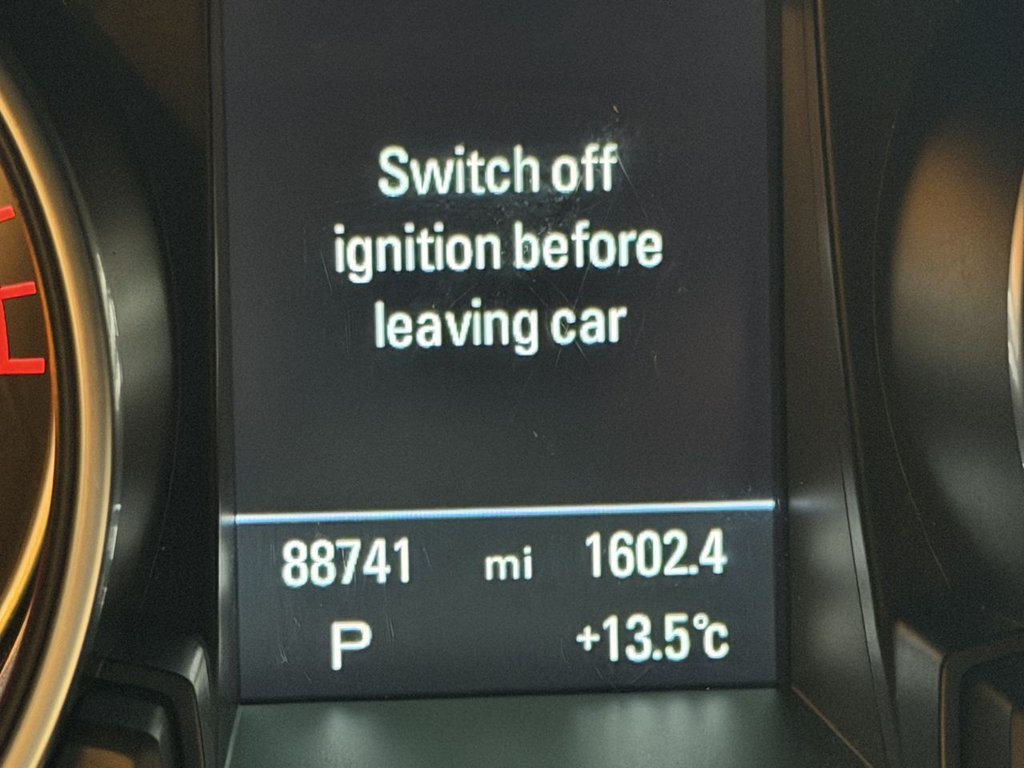 Switch off
ignition before
leaving car
88741 mi 1602.4
P +13.5°C